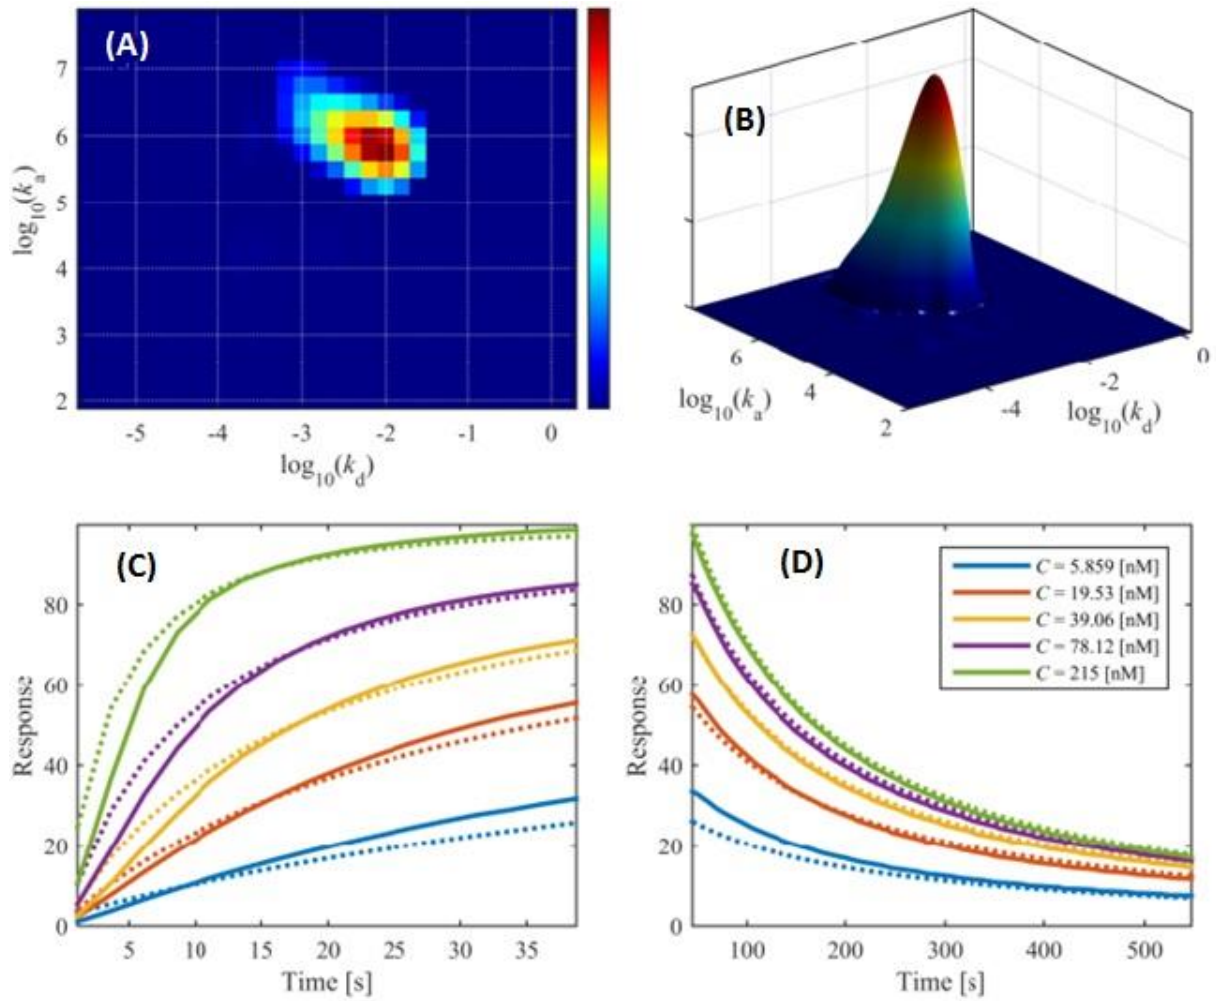 (A)
7
6
5
4
3
2
log10(ka)
-5 -4 -3 -2 -1 0
log10(kd)
(B)
6
4
2
log10(ka)
-4
-2
0
log10(kd)
(C)
80
60
40
20
0
Response
5 10 15 20 25 30 35
Time [s]
(D)
C = 5.859 [nM]
C = 19.53 [nM]
C = 39.06 [nM]
C = 78.12 [nM]
C = 215 [nM]
80
60
40
20
0
Response
100 200 300 400 500
Time [s]